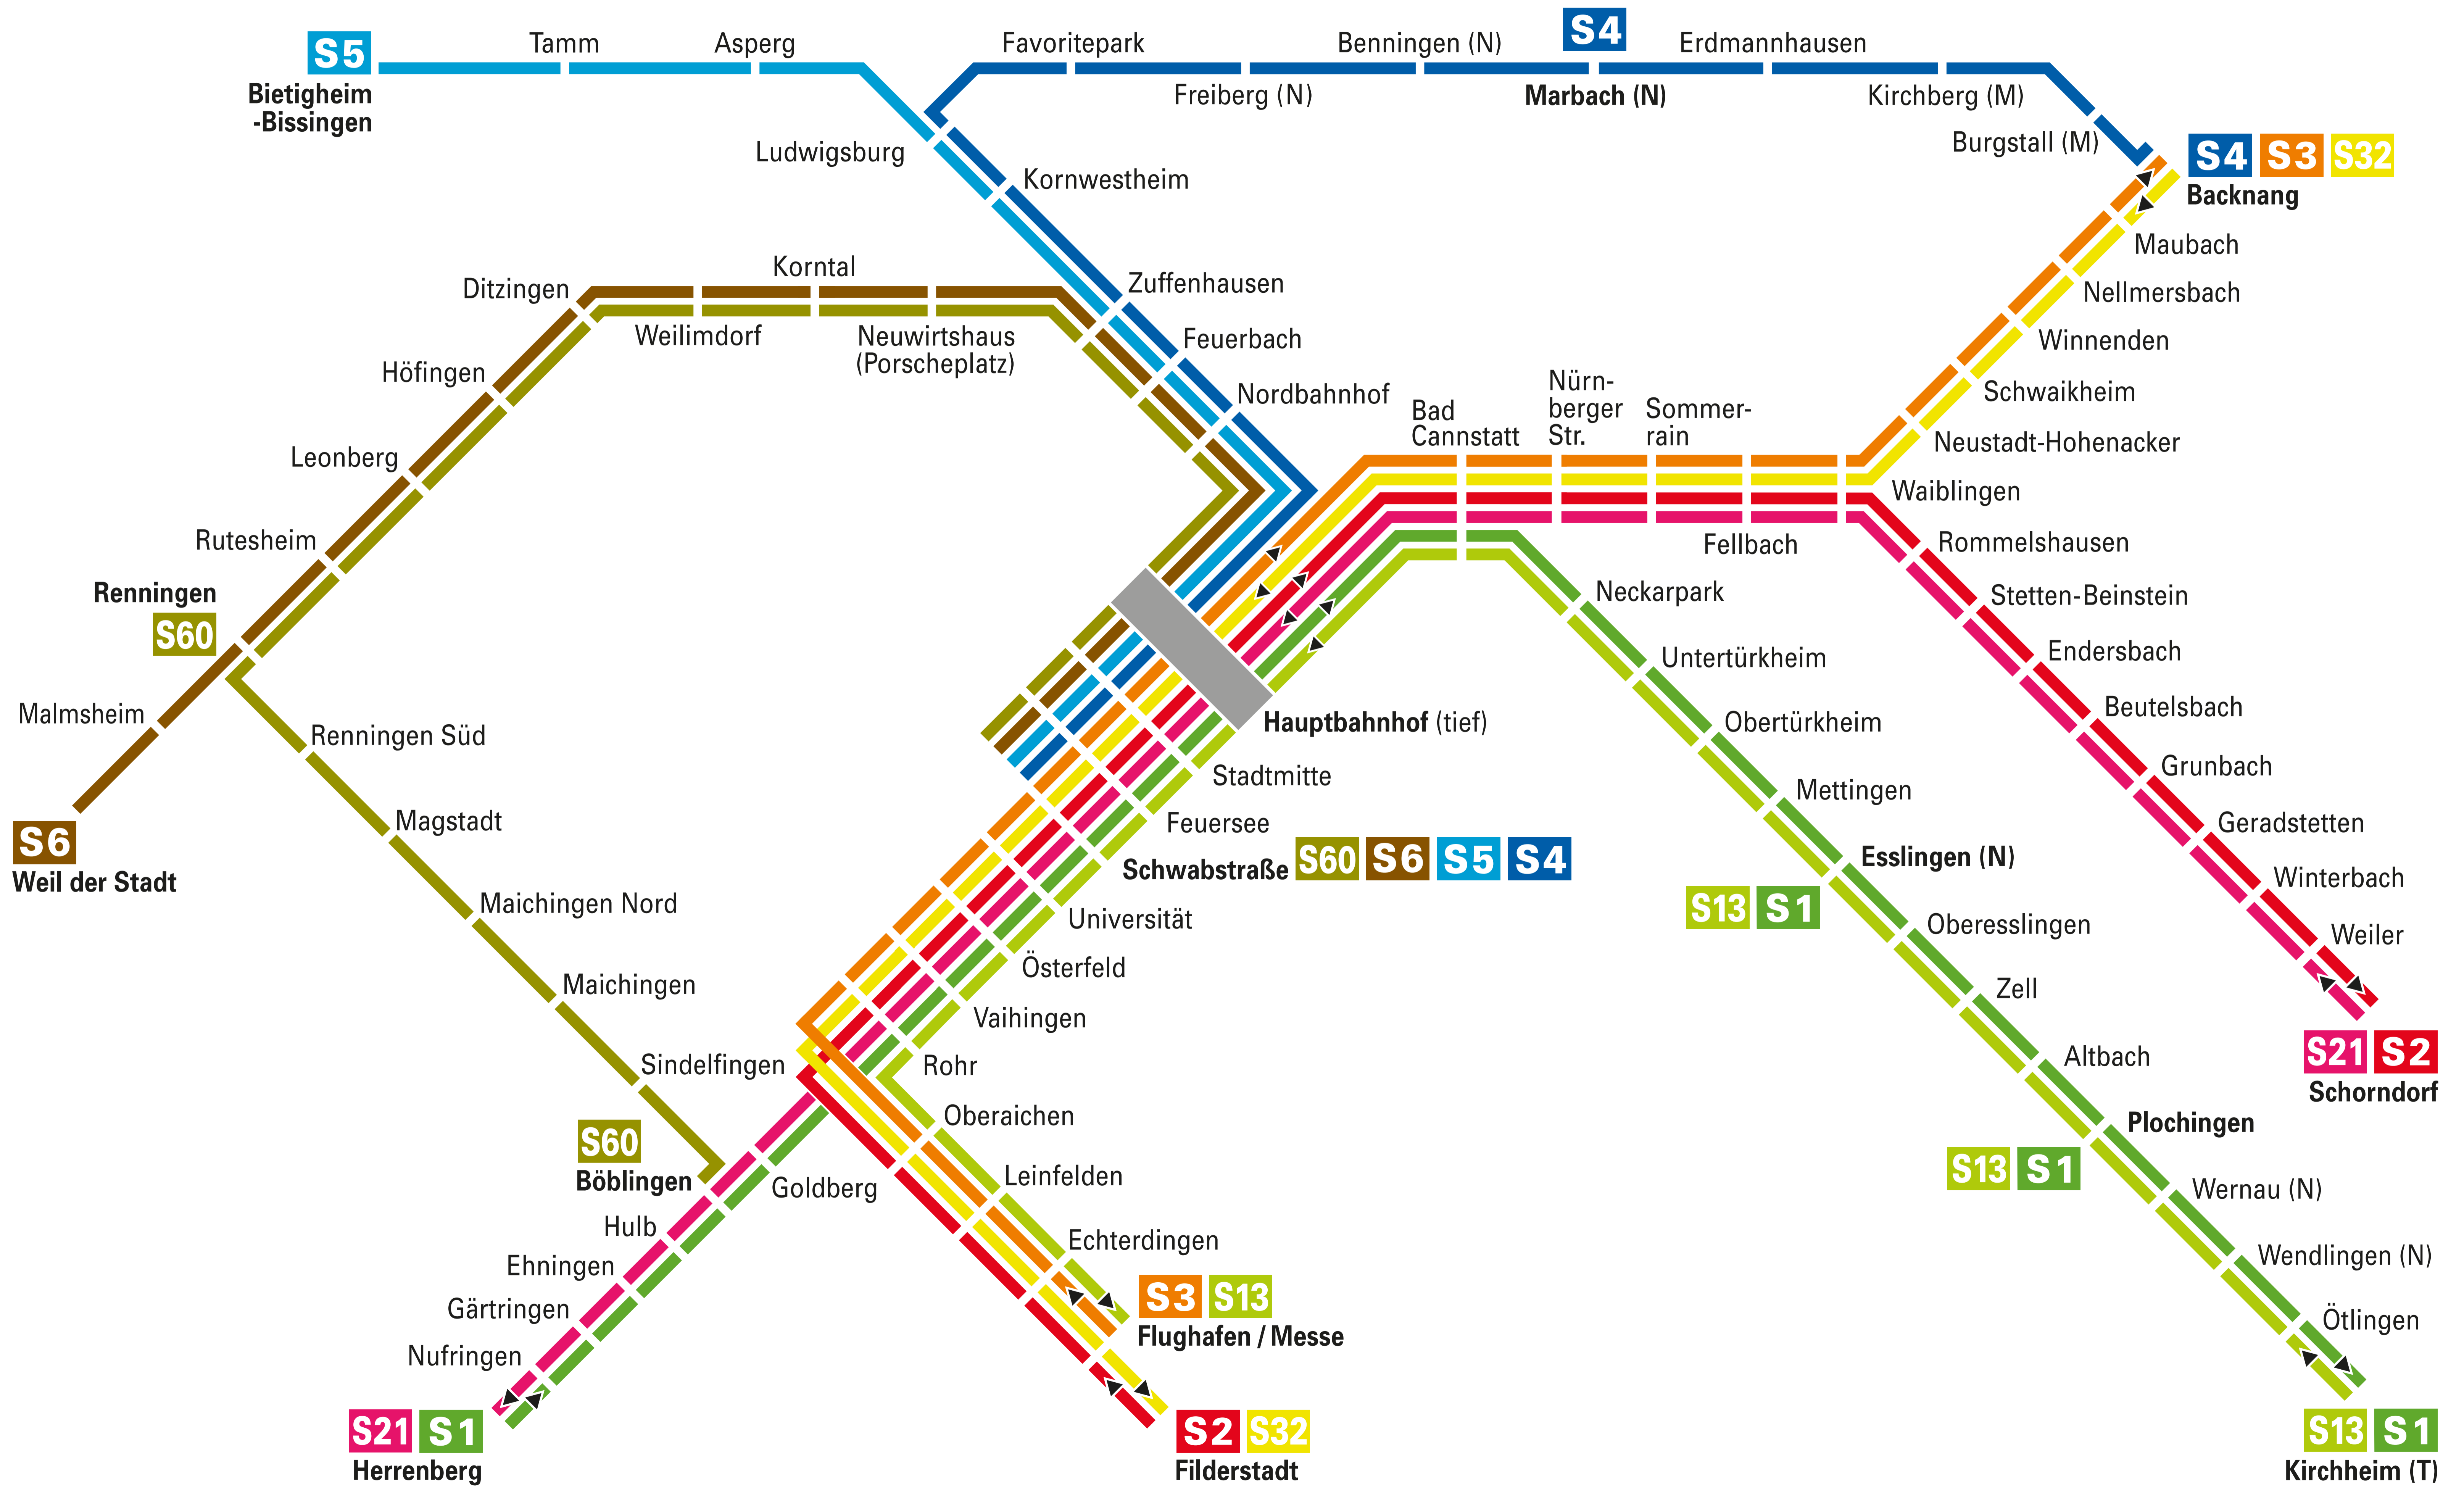 S5
Bietigheim
-Bissingen
Tamm
Asperg
Favoritepark
Freiberg (N)
Benningen (N)
S4
Marbach (N)
Erdmannhausen
Kirchberg (M)
Burgstall (M)
S4 S3 S32
Backnang
Ludwigsburg
Kornwestheim
Zuffenhausen
Feuerbach
Nordbahnhof
Maubach
Nellmersbach
Winnenden
Schwaikheim
Neustadt-Hohenacker
Waiblingen
Ditzingen
Korntal
Weilimdorf
Neuwirtshaus
(Porscheplatz)
Höfingen
Leonberg
Rutesheim
Renningen
S60
Malmsheim
S6
Weil der Stadt
Renningen Süd
Magstadt
Maichingen Nord
Maichingen
Sindelfingen
S60
Böblingen
Bad
Cannstatt
Nürn-
berger
Str.
Sommer-
rain
Fellbach
Rommelshausen
Stetten-Beinstein
Endersbach
Beutelsbach
Grunbach
Geradstetten
Winterbach
Weiler
S21 S2
Schorndorf
Neckarpark
Untertürkheim
Obertürkheim
Mettingen
Esslingen (N)
S13 S1
Oberesslingen
Zell
Altbach
Plochingen
S13 S1
Wernau (N)
Wendlingen (N)
Ötlingen
S13 S1
Kirchheim (T)
Hauptbahnhof (tief)
Stadtmitte
Feuersee
Schwabstraße S60 S6 S5 S4
Universität
Österfeld
Vaihingen
Rohr
Oberaichen
Leinfelden
Echterdingen
S3 S13
Flughafen / Messe
S2 S32
Filderstadt
Goldberg
Hulb
Ehningen
Gärtringen
Nufringen
S21 S1
Herrenberg